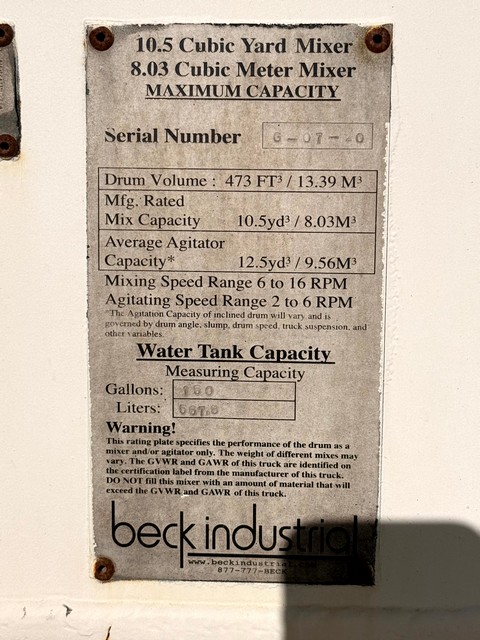 10.5 Cubic Yard Mixer
8.03 Cubic Meter Mixer
MAXIMUM CAPACITY
Serial Number
Drum Volume : 473 FT³ / 13.39 M³
Mfg. Rated
Mix Capacity 10.5yd³ / 8.03M³
Average Agitator
Capacity* 12.5yd³ / 9.56M³
Mixing Speed Range 6 to 16 RPM
Agitating Speed Range 2 to 6 RPM
*The Agitation Capacity of inclined drum will vary and is
governed by drum angle, slump, drum speed, truck suspension, and
other variables.
Water Tank Capacity
Measuring Capacity
Gallons: 150
Liters:
Warning!
This rating plate specifies the performance of the drum as a
mixer and/or agitator only. The weight of different mixes may
vary. The GVWR and GAWR of this truck are identified on
the certification label from the manufacturer of this truck.
DO NOT fill this mixer with an amount of material that will
exceed the GVWR and GAWR of this truck.
beck industrial
www.beckindustrial.com
877-777-BECK